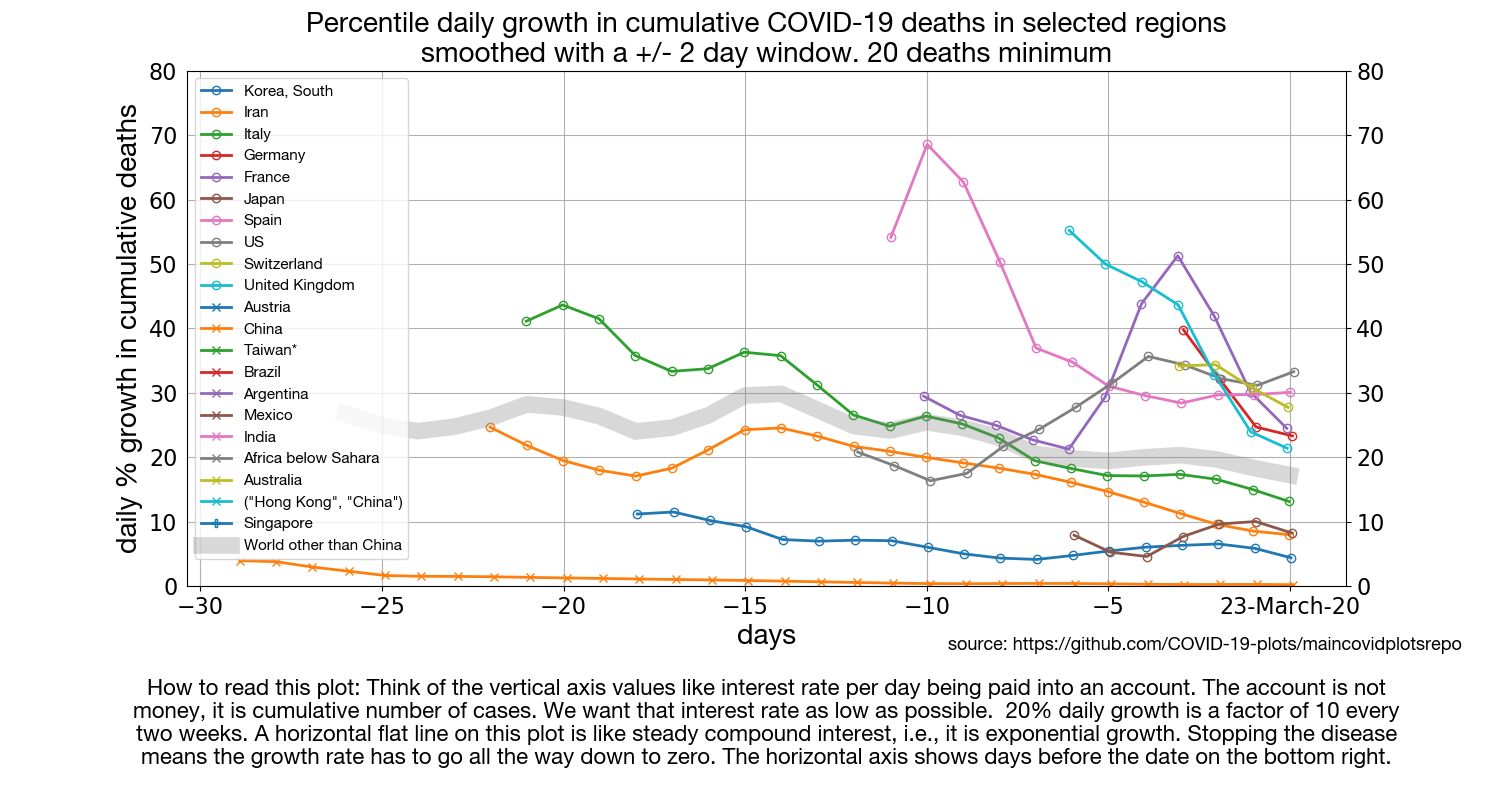 Percentile daily growth in cumulative COVID-19 deaths in selected regions
smoothed with a +/- 2 day window. 20 deaths minimum
80
70
60
50
40
30
20
10
0
80
70
60
50
40
30
20
10
0
daily % growth in cumulative deaths
Korea, South
Iran
Italy
Germany
France
Japan
Spain
US
Switzerland
United Kingdom
Austria
China
Taiwan*
Brazil
Argentina
Mexico
India
Africa below Sahara
Australia
("Hong Kong", "China")
Singapore
World other than China
−30 −25 −20 −15 −10 −5 23-March-20
days
source: https://github.com/COVID-19-plots/maincovidplotsrepo
How to read this plot: Think of the vertical axis values like interest rate per day being paid into an account. The account is not
money, it is cumulative number of cases. We want that interest rate as low as possible.  20% daily growth is a factor of 10 every
two weeks. A horizontal flat line on this plot is like steady compound interest, i.e., it is exponential growth. Stopping the disease
means the growth rate has to go all the way down to zero. The horizontal axis shows days before the date on the bottom right.